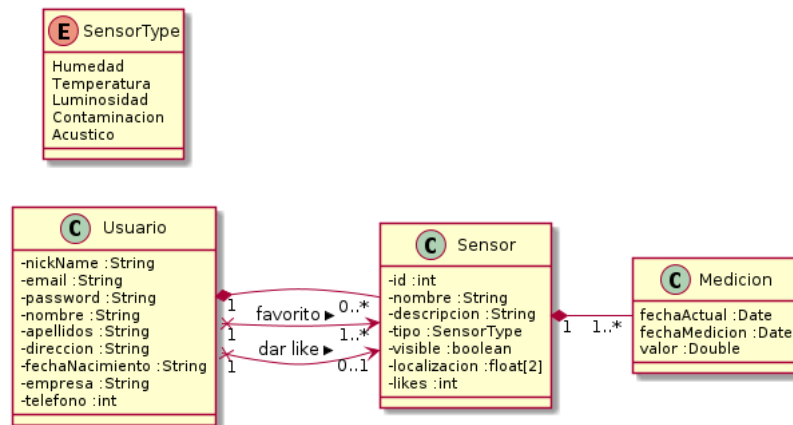 E SensorType
Humedad
Temperatura
Luminosidad
Contaminacion
Acustico
C Usuario
-nickName :String
-email :String
-password :String
-nombre :String
-apellidos :String
-direccion :String
-fechaNacimiento :String
-empresa :String
-telefono :int
1 0..*
favorito ▶
1 1..*
dar like ▶
1 0..1
C Sensor
-id :int
-nombre :String
-descripcion :String
-tipo :SensorType
-visible :boolean
-localizacion :float[2]
-likes :int
1 1..*
C Medicion
fechaActual :Date
fechaMedicion :Date
valor :Double